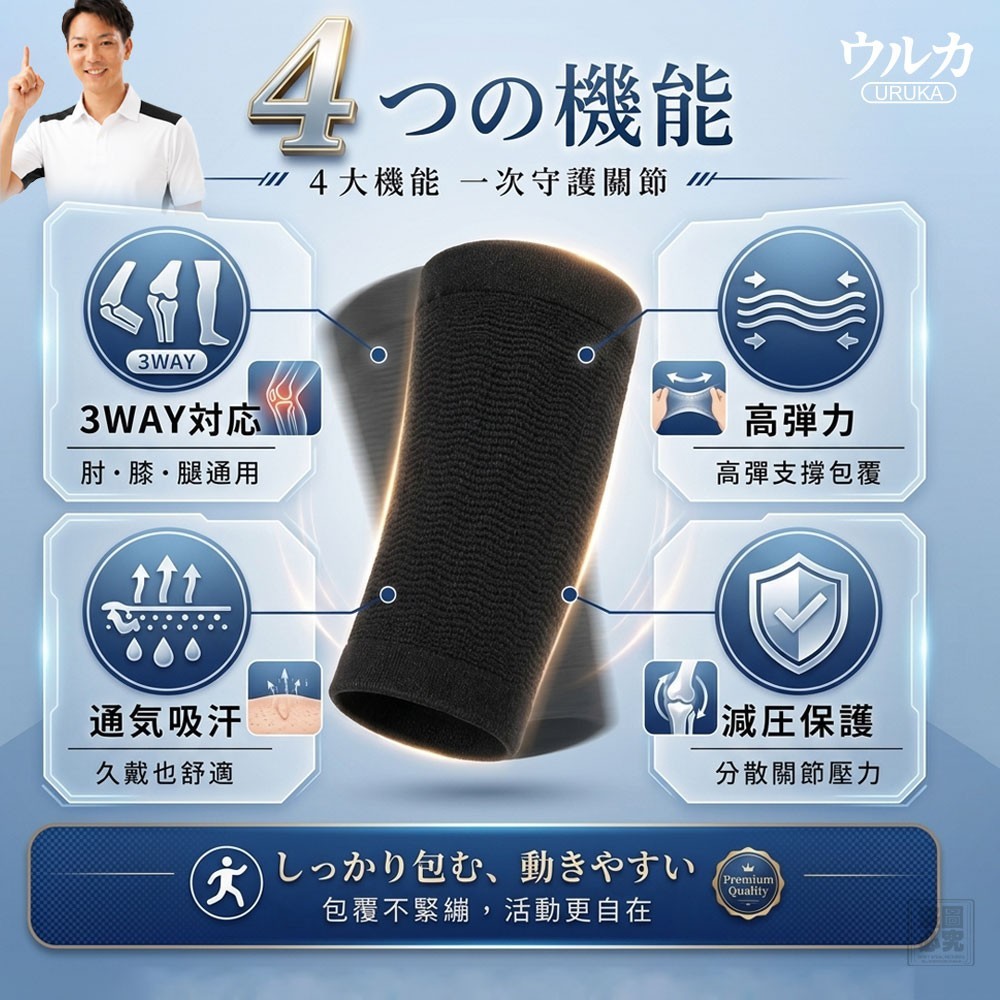 4つの機能
ウルカ
URUKA
4大機能 一次守護關節
3WAY
3WAY対応
肘・膝・腿通用
高弾力
高彈支撐包覆
通気吸汗
久戴也舒適
減圧保護
分散關節壓力
しっかり包む、動きやすい
包覆不緊繃，活動更自在
Premium
Quality